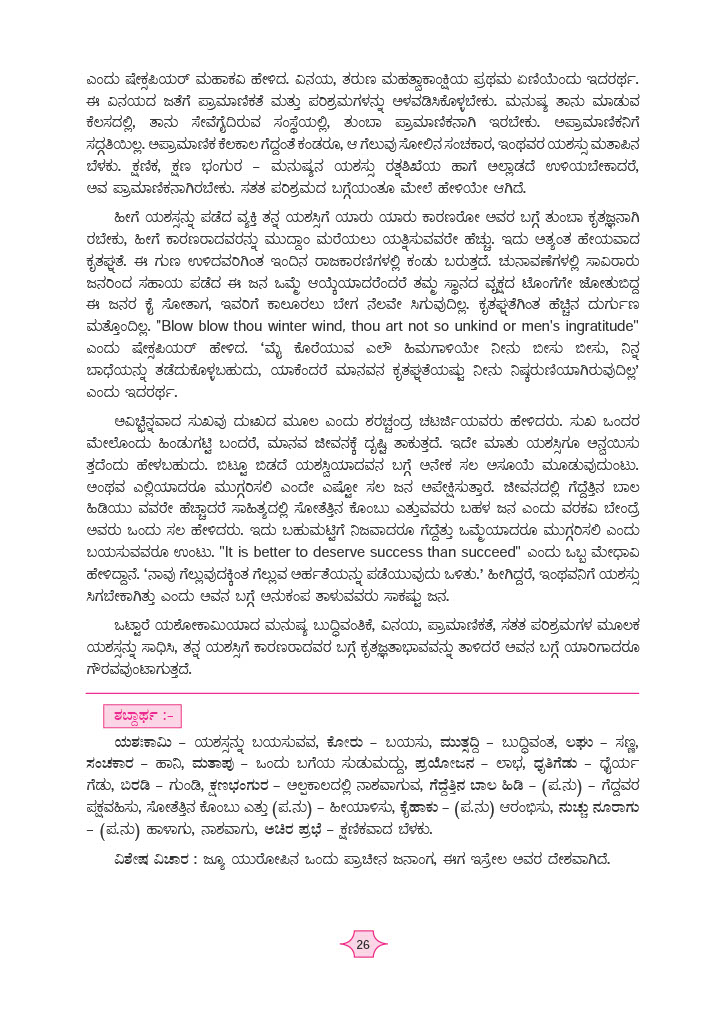 ಎಂದು ಷೇಕ್ಸಪಿಯರ್ ಮಹಾಕವಿ ಹೇಳಿದ. ವಿನಯ, ತರುಣ ಮಹತ್ವಾಕಾಂಕ್ಷಿಯ ಪ್ರಥಮ ಏಣಿಯೆಂದು ಇದರರ್ಥ.
ಈ ವಿನಯದ ಜತೆಗೆ ಪ್ರಾಮಾಣಿಕತೆ ಮತ್ತು ಪರಿಶ್ರಮಗಳನ್ನು ಅಳವಡಿಸಿಕೊಳ್ಳಬೇಕು. ಮನುಷ್ಯ ತಾನು ಮಾಡುವ
ಕೆಲಸದಲ್ಲಿ, ತಾನು ಸೇವೆಗೈದಿರುವ ಸಂಸ್ಥೆಯಲ್ಲಿ, ತುಂಬಾ ಪ್ರಾಮಾಣಿಕನಾಗಿ ಇರಬೇಕು. ಅಪ್ರಾಮಾಣಿಕನಿಗೆ
ಸದ್ಗತಿಯಿಲ್ಲ. ಅಪ್ರಾಮಾಣಿಕ ಕೆಲಕಾಲ ಗೆದ್ದಂತೆ ಕಂಡರೂ, ಆ ಗೆಲುವು ಸೋಲಿನ ಸಂಚಕಾರ, ಇಂಥವರ ಯಶಸ್ಸು ಮತಾಪಿನ
ಬೆಳಕು. ಕ್ಷಣಿಕ, ಕ್ಷಣ ಭಂಗುರ – ಮನುಷ್ಯನ ಯಶಸ್ಸು ರತ್ನಶಿಖೆಯ ಹಾಗೆ ಅಲ್ಲಾಡದೆ ಉಳಿಯಬೇಕಾದರೆ,
ಅವ ಪ್ರಾಮಾಣಿಕನಾಗಿರಬೇಕು. ಸತತ ಪರಿಶ್ರಮದ ಬಗ್ಗೆಯಂತೂ ಮೇಲೆ ಹೇಳಿಯೇ ಆಗಿದೆ.
ಹೀಗೆ ಯಶಸ್ಸನ್ನು ಪಡೆದ ವ್ಯಕ್ತಿ ತನ್ನ ಯಶಸ್ಸಿಗೆ ಯಾರು ಯಾರು ಕಾರಣರೋ ಅವರ ಬಗ್ಗೆ ತುಂಬಾ ಕೃತಜ್ಞನಾಗಿ
ರಬೇಕು, ಹೀಗೆ ಕಾರಣರಾದವರನ್ನು ಮುದ್ದಾಂ ಮರೆಯಲು ಯತ್ನಿಸುವವರೇ ಹೆಚ್ಚು. ಇದು ಅತ್ಯಂತ ಹೇಯವಾದ
ಕೃತಘ್ನತೆ. ಈ ಗುಣ ಉಳಿದವರಿಗಿಂತ ಇಂದಿನ ರಾಜಕಾರಣಿಗಳಲ್ಲಿ ಕಂಡು ಬರುತ್ತದೆ. ಚುನಾವಣೆಗಳಲ್ಲಿ ಸಾವಿರಾರು
ಜನರಿಂದ ಸಹಾಯ ಪಡೆದ ಈ ಜನ ಒಮ್ಮೆ ಆಯ್ಕೆಯಾದರೆಂದರೆ ತಮ್ಮ ಸ್ಥಾನದ ವೃಕ್ಷದ ಟೊಂಗೆಗೇ ಜೋತುಬಿದ್ದ
ಈ ಜನರ ಕೈ ಸೋತಾಗ, ಇವರಿಗೆ ಕಾಲೂರಲು ಬೇಗ ನೆಲವೇ ಸಿಗುವುದಿಲ್ಲ. ಕೃತಘ್ನತೆಗಿಂತ ಹೆಚ್ಚಿನ ದುರ್ಗುಣ
ಮತ್ತೊಂದಿಲ್ಲ. "Blow blow thou winter wind, thou art not so unkind or men's ingratitude"
ಎಂದು ಷೇಕ್ಸಪಿಯರ್ ಹೇಳಿದ. ‘ಮೈ ಕೊರೆಯುವ ಎಲೌ ಹಿಮಗಾಳಿಯೇ ನೀನು ಬೀಸು ಬೀಸು, ನಿನ್ನ
ಬಾಧೆಯನ್ನು ತಡೆದುಕೊಳ್ಳಬಹುದು, ಯಾಕೆಂದರೆ ಮಾನವನ ಕೃತಘ್ನತೆಯಷ್ಟು ನೀನು ನಿಷ್ಕರುಣಿಯಾಗಿರುವುದಿಲ್ಲ’
ಎಂದು ಇದರರ್ಥ.
ಅವಿಚ್ಛಿನ್ನವಾದ ಸುಖವು ದುಃಖದ ಮೂಲ ಎಂದು ಶರಚ್ಚಂದ್ರ ಚಟರ್ಜಿಯವರು ಹೇಳಿದರು. ಸುಖ ಒಂದರ
ಮೇಲೊಂದು ಹಿಂಡುಗಟ್ಟಿ ಬಂದರೆ, ಮಾನವ ಜೀವನಕ್ಕೆ ದೃಷ್ಟಿ ತಾಕುತ್ತದೆ. ಇದೇ ಮಾತು ಯಶಸ್ಸಿಗೂ ಅನ್ವಯಿಸು
ತ್ತದೆಂದು ಹೇಳಬಹುದು. ಬಿಟ್ಟೂ ಬಿಡದೆ ಯಶಸ್ವಿಯಾದವನ ಬಗ್ಗೆ ಅನೇಕ ಸಲ ಅಸೂಯೆ ಮೂಡುವುದುಂಟು.
ಅಂಥವ ಎಲ್ಲಿಯಾದರೂ ಮುಗ್ಗರಿಸಲಿ ಎಂದೇ ಎಷ್ಟೋ ಸಲ ಜನ ಅಪೇಕ್ಷಿಸುತ್ತಾರೆ. ಜೀವನದಲ್ಲಿ ಗೆದ್ದೆತ್ತಿನ ಬಾಲ
ಹಿಡಿಯು ವವರೇ ಹೆಚ್ಚಾದರೆ ಸಾಹಿತ್ಯದಲ್ಲಿ ಸೋತೆತ್ತಿನ ಕೊಂಬು ಎತ್ತುವವರು ಬಹಳ ಜನ ಎಂದು ವರಕವಿ ಬೇಂದ್ರೆ
ಅವರು ಒಂದು ಸಲ ಹೇಳಿದರು. ಇದು ಬಹುಮಟ್ಟಿಗೆ ನಿಜವಾದರೂ ಗೆದ್ದೆತ್ತು ಒಮ್ಮೆಯಾದರೂ ಮುಗ್ಗರಿಸಲಿ ಎಂದು
ಬಯಸುವವರೂ ಉಂಟು. "It is better to deserve success than succeed" ಎಂದು ಒಬ್ಬ ಮೇಧಾವಿ
ಹೇಳಿದ್ದಾನೆ. ‘ನಾವು ಗೆಲ್ಲುವುದಕ್ಕಿಂತ ಗೆಲ್ಲುವ ಅರ್ಹತೆಯನ್ನು ಪಡೆಯುವುದು ಒಳಿತು.’ ಹೀಗಿದ್ದರೆ, ಇಂಥವನಿಗೆ ಯಶಸ್ಸು
ಸಿಗಬೇಕಾಗಿತ್ತು ಎಂದು ಅವನ ಬಗ್ಗೆ ಅನುಕಂಪ ತಾಳುವವರು ಸಾಕಷ್ಟು ಜನ.
ಒಟ್ಟಾರೆ ಯಶೋಕಾಮಿಯಾದ ಮನುಷ್ಯ ಬುದ್ಧಿವಂತಿಕೆ, ವಿನಯ, ಪ್ರಾಮಾಣಿಕತೆ, ಸತತ ಪರಿಶ್ರಮಗಳ ಮೂಲಕ
ಯಶಸ್ಸನ್ನು ಸಾಧಿಸಿ, ತನ್ನ ಯಶಸ್ಸಿಗೆ ಕಾರಣರಾದವರ ಬಗ್ಗೆ ಕೃತಜ್ಞತಾಭಾವವನ್ನು ತಾಳಿದರೆ ಅವನ ಬಗ್ಗೆ ಯಾರಿಗಾದರೂ
ಗೌರವವುಂಟಾಗುತ್ತದೆ.
ಶಬ್ದಾರ್ಥ :–
ಯಶಃಕಾಮಿ – ಯಶಸ್ಸನ್ನು ಬಯಸುವವ, ಕೋರು – ಬಯಸು, ಮುತ್ಸದ್ದಿ – ಬುದ್ಧಿವಂತ, ಲಘು – ಸಣ್ಣ,
ಸಂಚಕಾರ – ಹಾನಿ, ಮತಾಪು – ಒಂದು ಬಗೆಯ ಸುಡುಮದ್ದು, ಪ್ರಯೋಜನ – ಲಾಭ, ಧೃತಿಗೆಡು – ಧೈರ್ಯ
ಗೆಡು, ಬಿರಡಿ – ಗುಂಡಿ, ಕ್ಷಣಭಂಗುರ – ಅಲ್ಪಕಾಲದಲ್ಲಿ ನಾಶವಾಗುವ, ಗೆದ್ದೆತ್ತಿನ ಬಾಲ ಹಿಡಿ – (ಪ.ನು) – ಗೆದ್ದವರ
ಪಕ್ಷವಹಿಸು, ಸೋತೆತ್ತಿನ ಕೊಂಬು ಎತ್ತು (ಪ.ನು) – ಹೀಯಾಳಿಸು, ಕೈಹಾಕು – (ಪ.ನು) ಆರಂಭಿಸು, ನುಚ್ಚು ನೂರಾಗು
– (ಪ.ನು) ಹಾಳಾಗು, ನಾಶವಾಗು, ಅಚಿರ ಪ್ರಭೆ – ಕ್ಷಣಿಕವಾದ ಬೆಳಕು.
ವಿಶೇಷ ವಿಚಾರ : ಜ್ಯೂ ಯುರೋಪಿನ ಒಂದು ಪ್ರಾಚೀನ ಜನಾಂಗ, ಈಗ ಇಸ್ರೇಲ ಅವರ ದೇಶವಾಗಿದೆ.
26